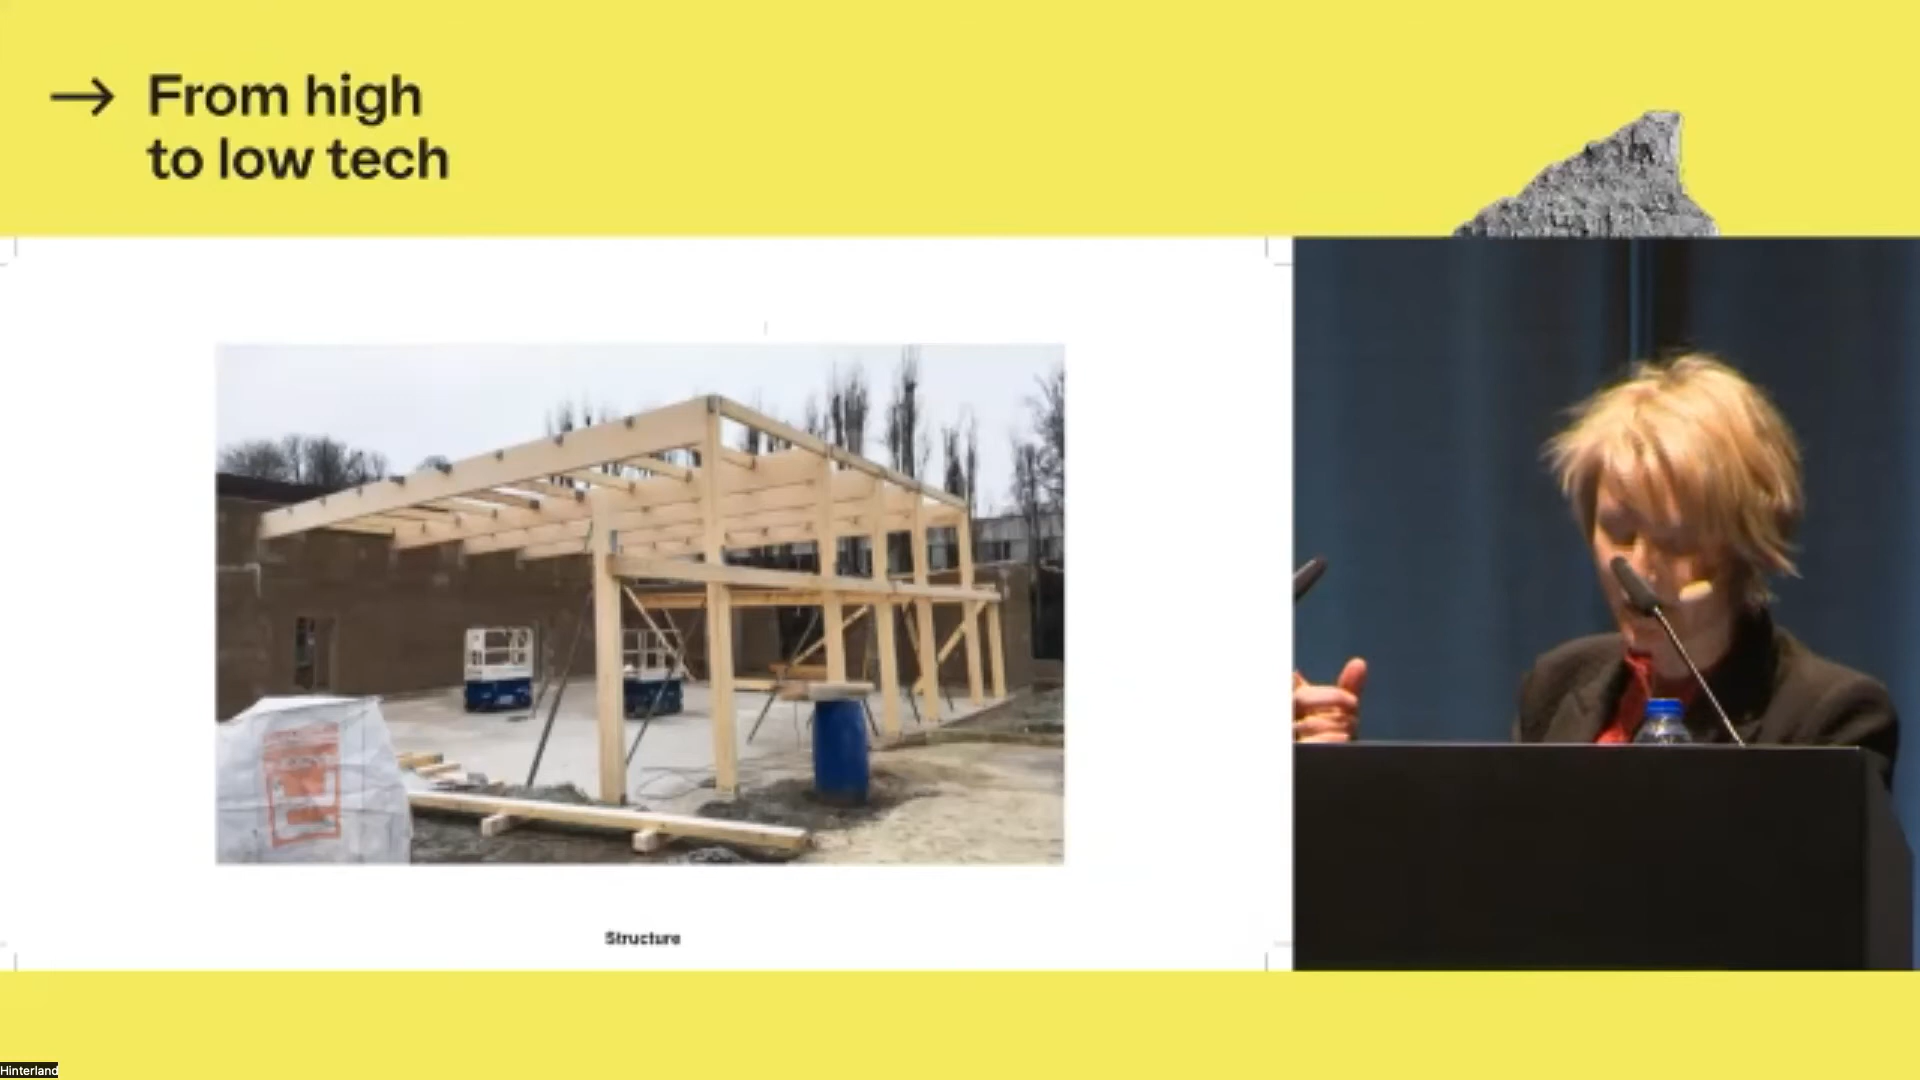 → From high
to low tech
Structure
Hinterland